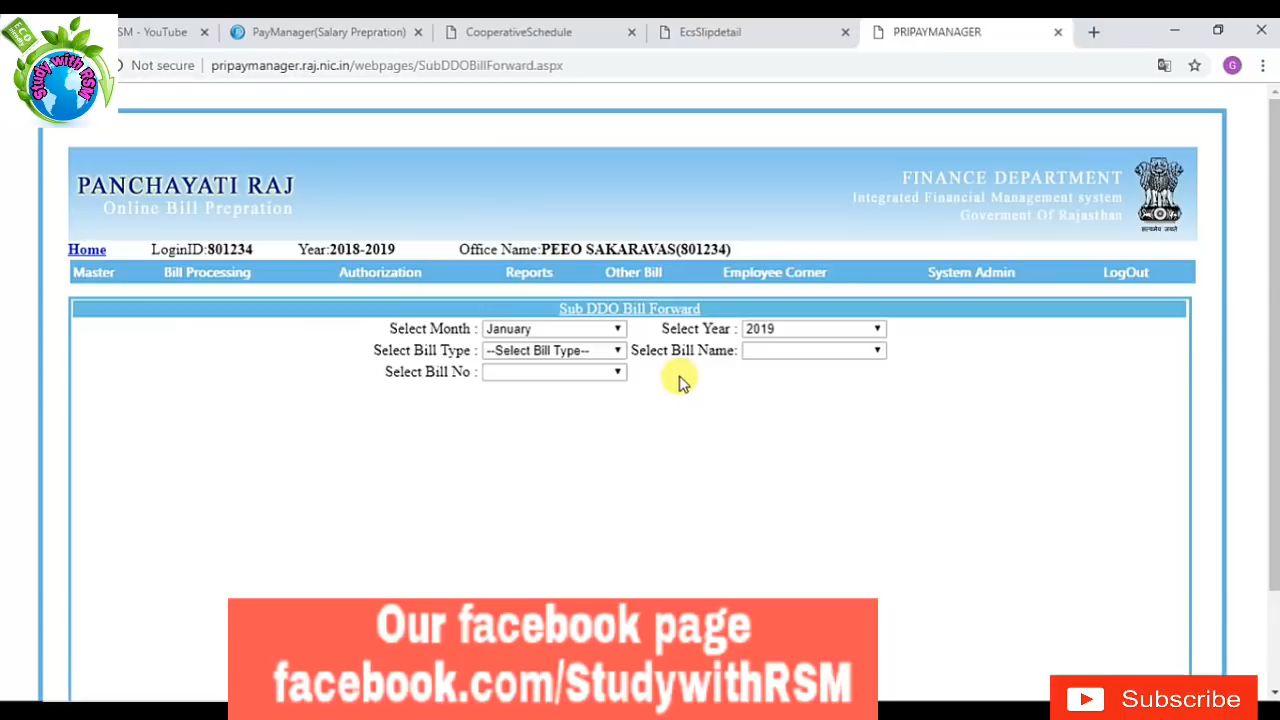 ECO
Study with RSM
SM - YouTube
PayManager(Salary Prepration)
CooperativeSchedule
EcsSlipdetail
PRIPAYMANAGER
Not secure
pripaymanager.raj.nic.in/webpages/SubDDOBillForward.aspx
G
PANCHAYATI RAJ
Online Bill Prepration
FINANCE DEPARTMENT
Integrated Financial Management system
Goverment Of Rajasthan
सत्यमेव जयते
Home LoginID:801234 Year:2018-2019 Office Name:PEEO SAKARAVAS(801234)
Master Bill Processing Authorization Reports Other Bill Employee Corner System Admin LogOut
Sub DDO Bill Forward
Select Month : January Select Year : 2019
Select Bill Type : --Select Bill Type-- Select Bill Name:
Select Bill No :
Our facebook page
facebook.com/StudywithRSM
Subscribe